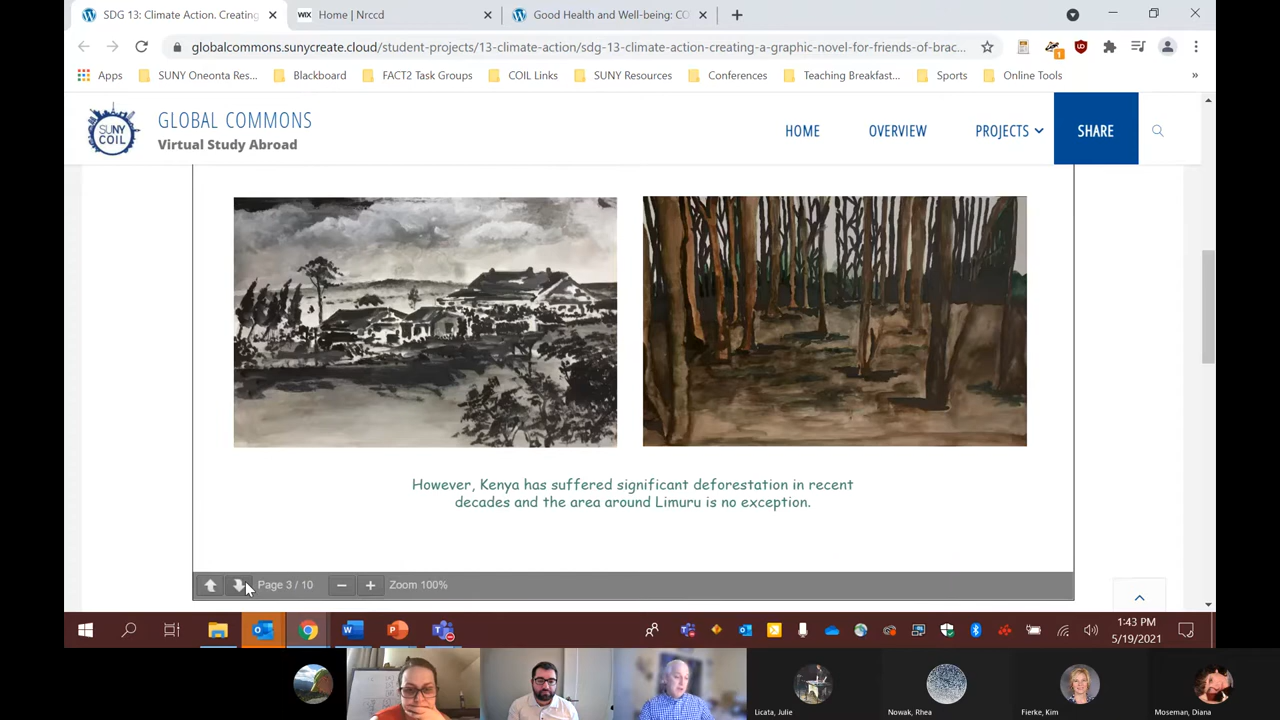 SDG 13: Climate Action. Creating
Home | Nrccd
Good Health and Well-being: CO
globalcommons.sunycreate.cloud/student-projects/13-climate-action/sdg-13-climate-action-creating-a-graphic-novel-for-friends-of-brac...
Apps SUNY Oneonta Res... Blackboard FACT2 Task Groups COIL Links SUNY Resources Conferences Teaching Breakfast... Sports Online Tools »
SUNY COIL
GLOBAL COMMONS
Virtual Study Abroad
HOME OVERVIEW PROJECTS SHARE
However, Kenya has suffered significant deforestation in recent
decades and the area around Limuru is no exception.
Page 3 / 10 Zoom 100%
1:43 PM
5/19/2021
Licata, Julie Nowak, Rhea Fierke, Kim Moseman, Diana